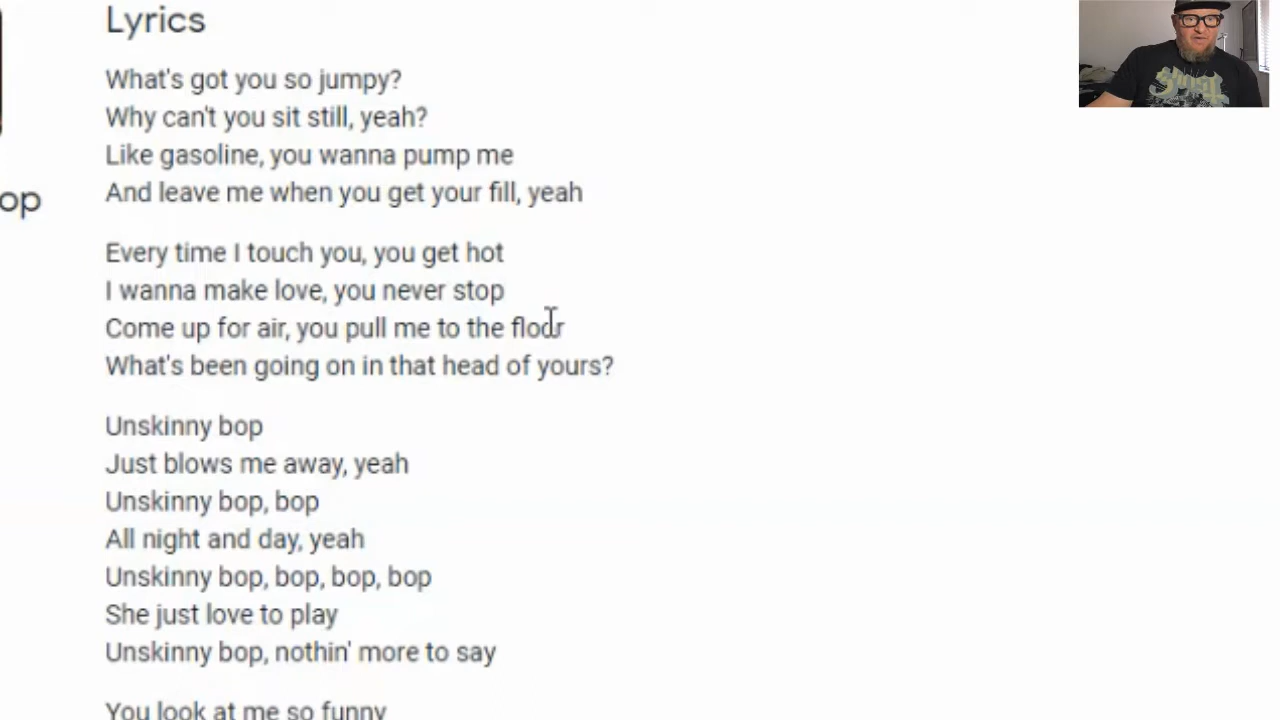 Lyrics
What's got you so jumpy?
Why can't you sit still, yeah?
Like gasoline, you wanna pump me
And leave me when you get your fill, yeah
op
Every time I touch you, you get hot
I wanna make love, you never stop
Come up for air, you pull me to the floor
What's been going on in that head of yours?
Unskinny bop
Just blows me away, yeah
Unskinny bop, bop
All night and day, yeah
Unskinny bop, bop, bop, bop
She just love to play
Unskinny bop, nothin' more to say
You look at me so funny